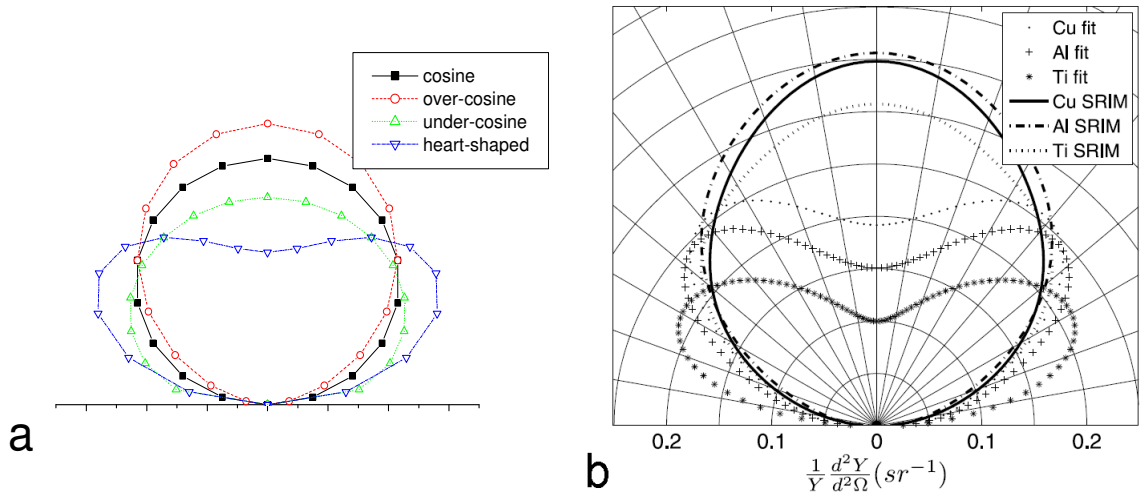 cosine
over-cosine
under-cosine
heart-shaped
a
Cu fit
Al fit
Ti fit
Cu SRIM
Al SRIM
Ti SRIM
0.2 0.1 0 0.1 0.2
b
$\frac{1}{Y} \frac{d^2Y}{d^2\Omega} (sr^{-1})$